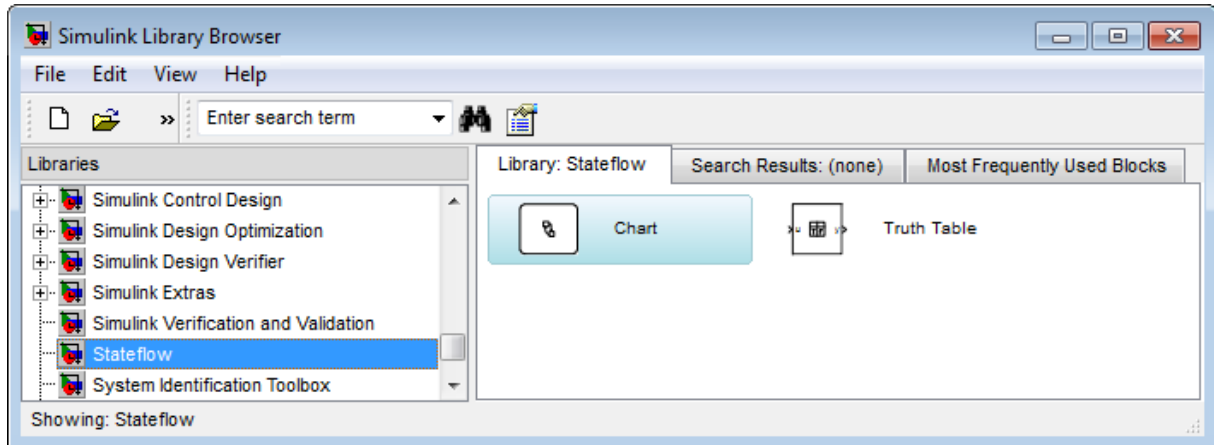 Simulink Library Browser
File Edit View Help
» Enter search term
Libraries
Library: Stateflow Search Results: (none) Most Frequently Used Blocks
Simulink Control Design
Simulink Design Optimization
Simulink Design Verifier
Simulink Extras
Simulink Verification and Validation
Stateflow
System Identification Toolbox
Chart Truth Table
Showing: Stateflow